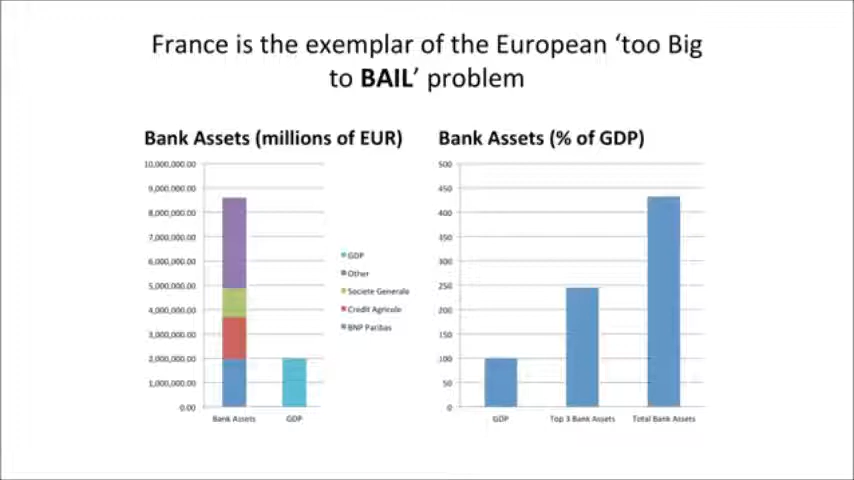 France is the exemplar of the European ‘too Big
to BAIL’ problem
Bank Assets (millions of EUR)
10,000,000.00
9,000,000.00
8,000,000.00
7,000,000.00
6,000,000.00
5,000,000.00
4,000,000.00
3,000,000.00
2,000,000.00
1,000,000.00
0.00
Bank Assets
GDP
GDP
Other
Societe Generale
Credit Agricole
BNP Paribas
Bank Assets (% of GDP)
500
450
400
350
300
250
200
150
100
50
0
GDP
Top 3 Bank Assets
Total Bank Assets